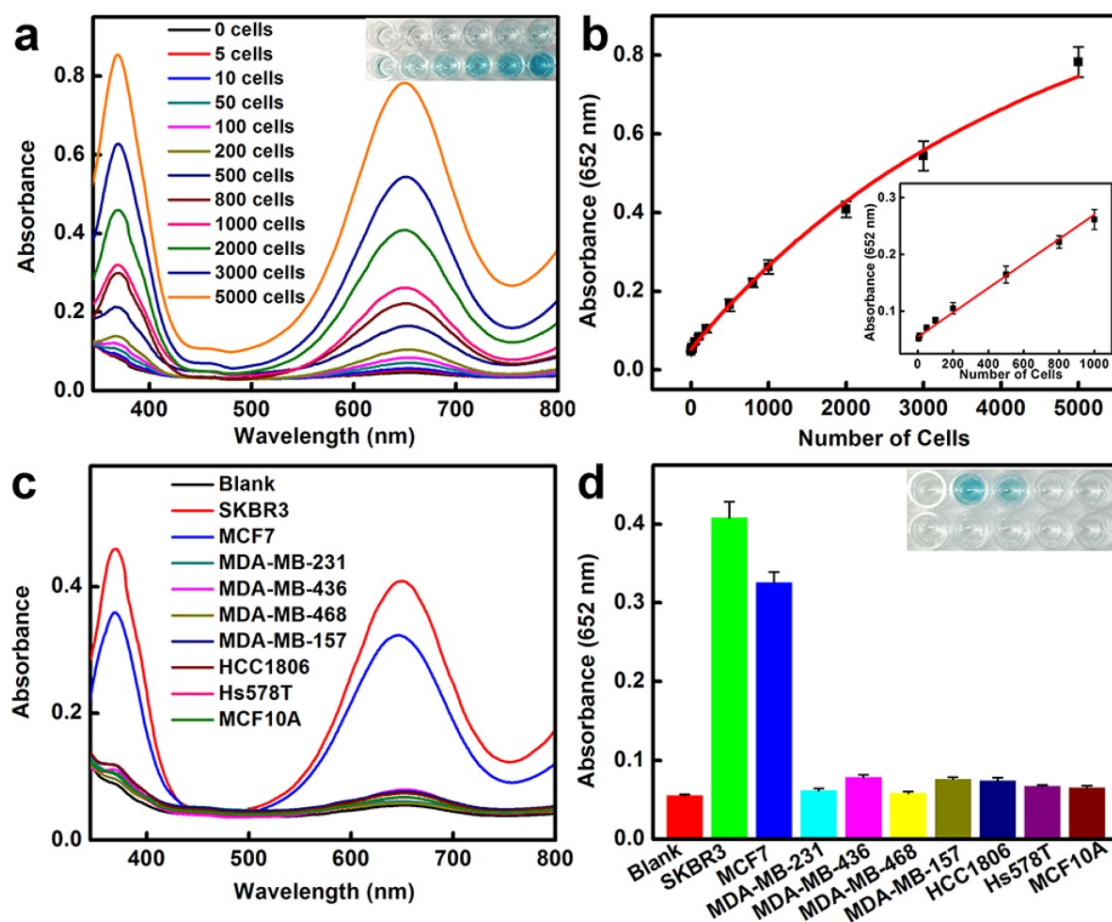 a
0 cells
5 cells
10 cells
50 cells
100 cells
200 cells
500 cells
800 cells
1000 cells
2000 cells
3000 cells
5000 cells
0.8
0.6
0.4
0.2
0.0
Absorbance
400
500
600
700
800
Wavelength (nm)
b
0.8
0.6
0.4
0.2
0.0
Absorbance (652 nm)
0
1000
2000
3000
4000
5000
Number of Cells
0.3
0.2
0.1
Absorbance (652 nm)
0
200
400
600
800
1000
Number of Cells
c
Blank
SKBR3
MCF7
MDA-MB-231
MDA-MB-436
MDA-MB-468
MDA-MB-157
HCC1806
Hs578T
MCF10A
0.4
0.2
0.0
Absorbance
400
500
600
700
800
Wavelength (nm)
d
0.4
0.3
0.2
0.1
0.0
Absorbance (652 nm)
Blank
SKBR3
MCF7
MDA-MB-231
MDA-MB-436
MDA-MB-468
MDA-MB-157
HCC1806
Hs578T
MCF10A